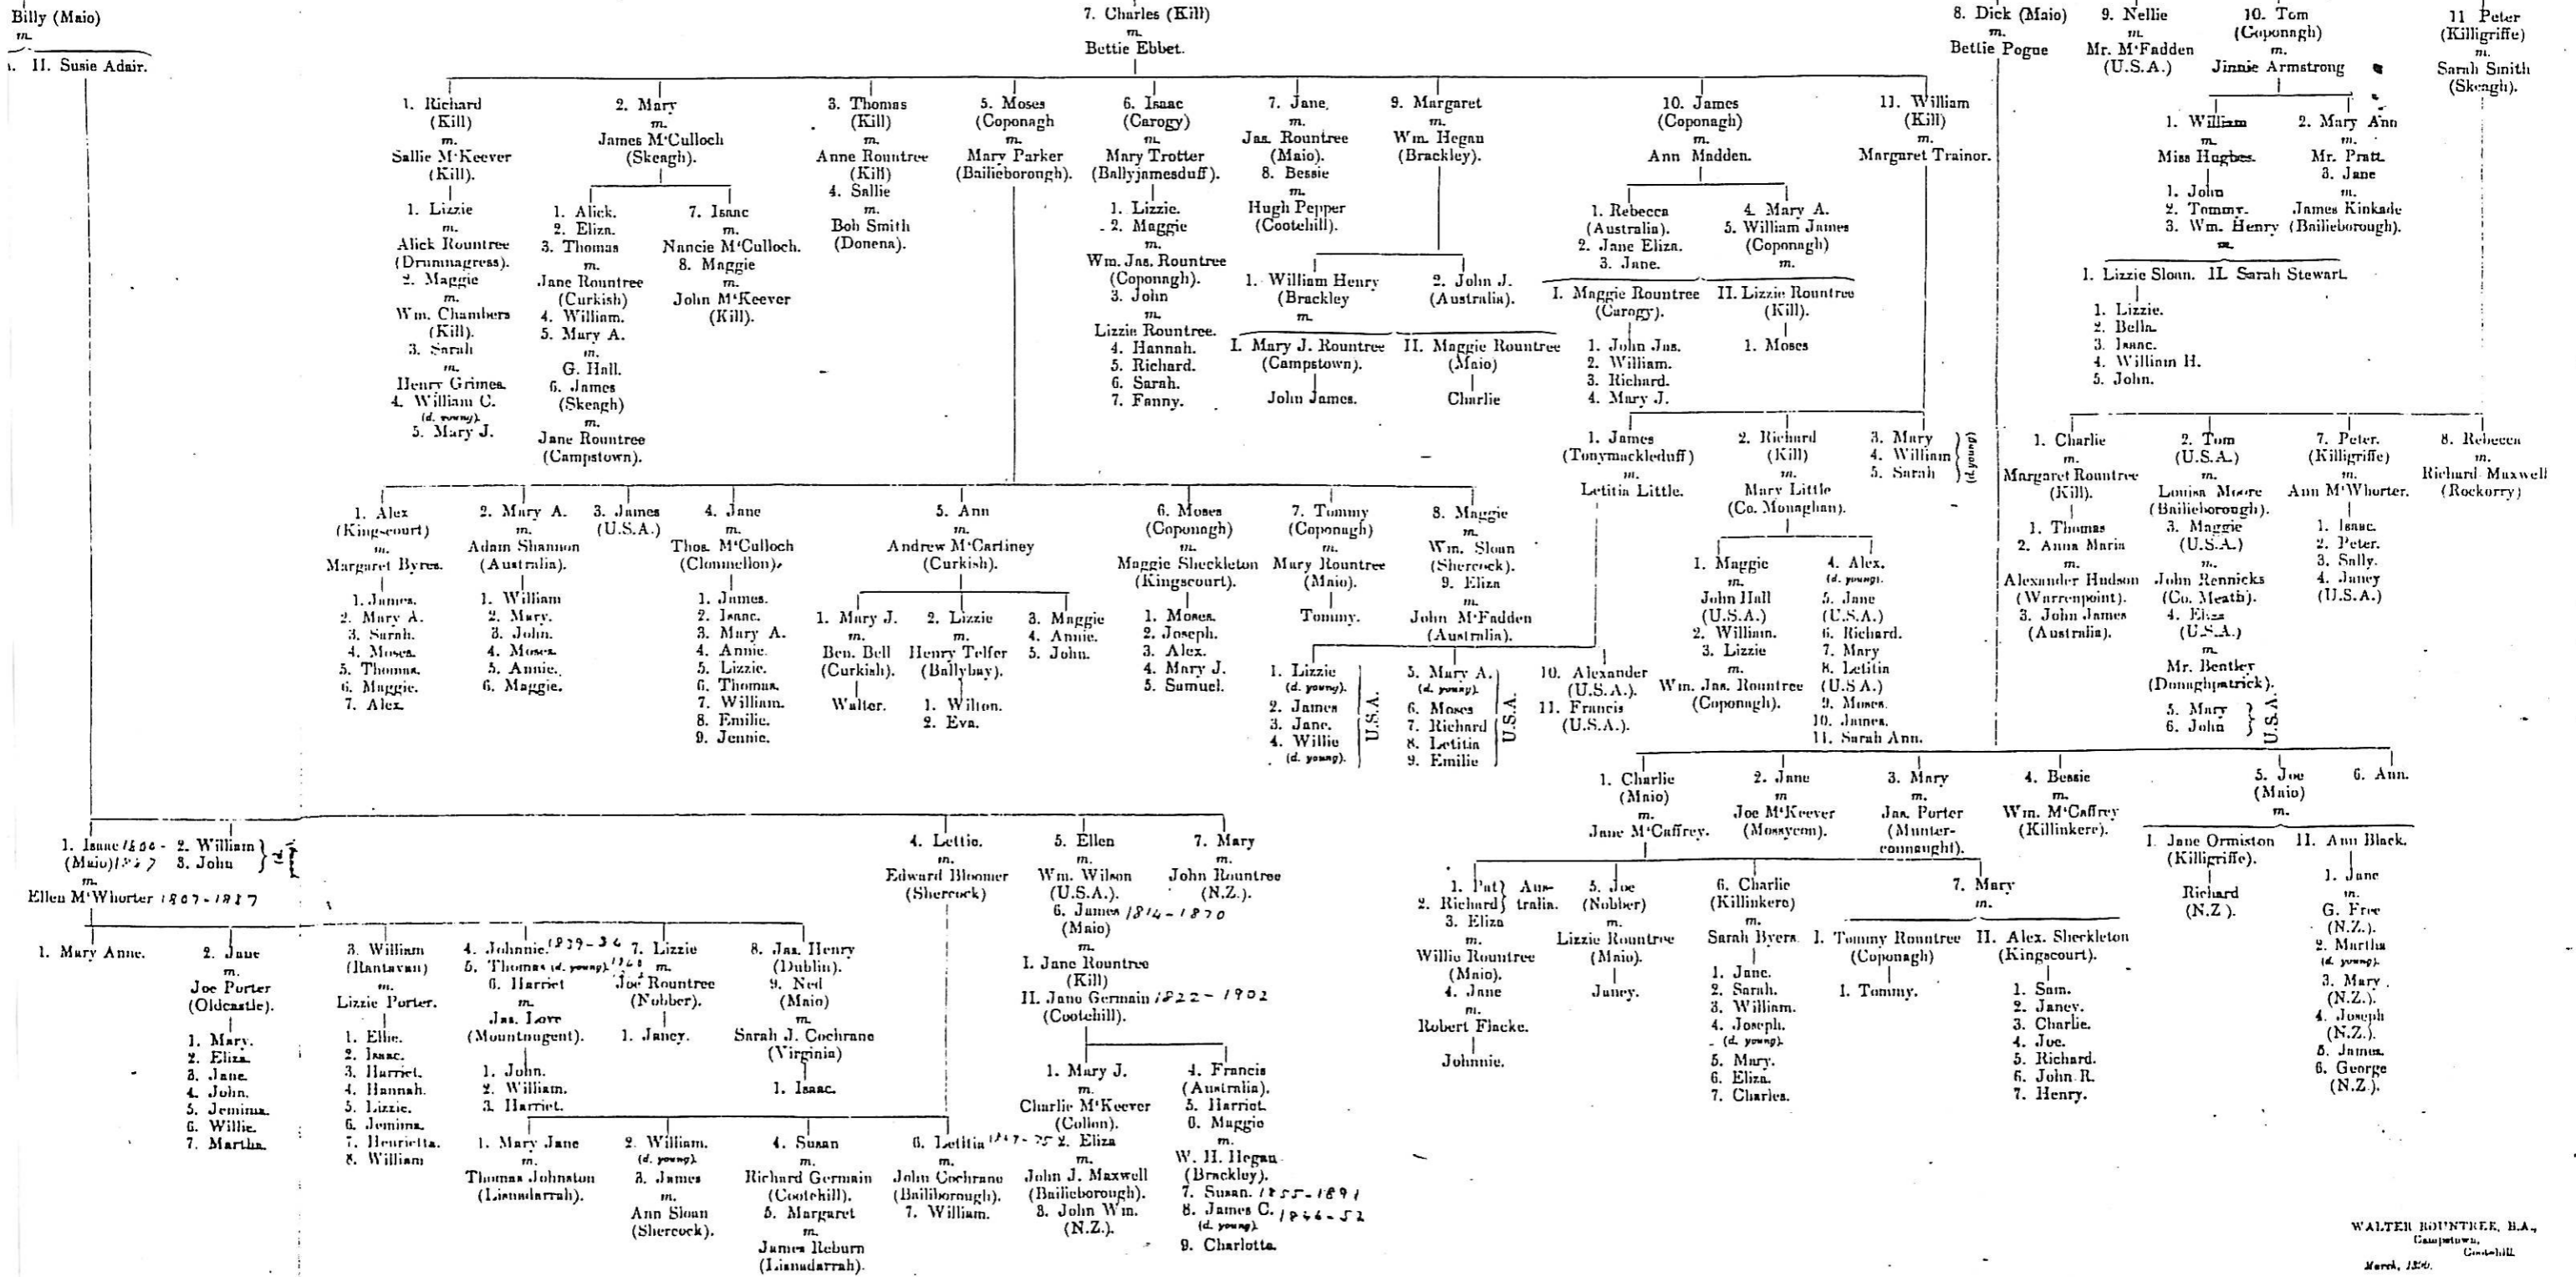 Billy (Maio)
m.
II. Susie Adair.
7. Charles (Kill)
m.
Bettie Ebbet.
8. Dick (Maio)
m.
Bettie Pogue
9. Nellie
m.
Mr. M'Fadden
(U.S.A.)
10. Tom
(Coponagh)
m.
Jinnie Armstrong
11 Peter
(Killigriffe)
m.
Sarah Smith
(Skeagh).
1. Richard
(Kill)
m.
Sallie M'Keever
(Kill).
1. Lizzie
m.
Alick Rountree
(Drumnagress).
2. Maggie
m.
Wm. Chambers
(Kill).
3. Sarah
m.
Henry Grimes.
4. William C.
(d. young).
5. Mary J.
2. Mary
m.
James M'Culloch
(Skeagh).
1. Alick.
2. Eliza.
3. Thomas
m.
Jane Rountree
(Curkish)
4. William.
5. Mary A.
m.
G. Hall.
6. James
(Skeagh)
m.
Jane Rountree
(Campstown).
7. Isaac
m.
Nancie M'Culloch.
8. Maggie
m.
John M'Keever
(Kill).
3. Thomas
(Kill)
m.
Anne Rountree
(Kill)
4. Sallie
m.
Bob Smith
(Donena).
5. Moses
(Coponagh
m.
Mary Parker
(Bailieborough).
6. Isaac
(Carogy)
m.
Mary Trotter
(Ballyjamesduff).
1. Lizzie.
2. Maggie
m.
Wm. Jas. Rountree
(Coponagh).
3. John
m.
Lizzie Rountree.
4. Hannah.
5. Richard.
6. Sarah.
7. Fanny.
7. Jane,
m.
Jas. Rountree
(Maio).
8. Bessie
m.
Hugh Pepper
(Cootehill).
9. Margaret
m.
Wm. Hegan
(Brackley).
1. William Henry
(Brackley
m.
I. Mary J. Rountree
(Campstown).
John James.
II. Maggie Rountree
(Maio)
Charlie
2. John J.
(Australia).
10. James
(Coponagh)
m.
Ann Madden.
1. Rebecca
(Australia).
2. Jane Eliza.
3. Jane.
4. Mary A.
5. William James
(Coponagh)
m.
I. Maggie Rountree
(Carogy).
1. John Jas.
2. William.
3. Richard.
4. Mary J.
II. Lizzie Rountree
(Kill).
1. Moses
11. William
(Kill)
m.
Margaret Trainor.
1. William
m.
Miss Hughes.
1. John
2. Tommy.
3. Wm. Henry
m.
1. Lizzie Sloan. II. Sarah Stewart.
1. Lizzie.
2. Bella.
3. Isaac.
4. William H.
5. John.
2. Mary Ann
m.
Mr. Pratt.
3. Jane
m.
James Kinkade
(Bailieborough).
1. James
(Tonymackleduff)
m.
Letitia Little.
2. Richard
(Kill)
m.
Mary Little
(Co. Monaghan).
3. Mary
4. William
5. Sarah
(d. young)
1. Charlie
m.
Margaret Rountree
(Kill).
1. Thomas
2. Anna Maria
m.
Alexander Hudson
(Warrenpoint).
3. John James
(Australia).
2. Tom
(U.S.A.)
m.
Louisa Moore
(Bailieborough).
3. Maggie
(U.S.A.)
m.
John Rennicks
(Co. Meath).
4. Eliza
(U.S.A.)
m.
Mr. Bentley
(Donaghpatrick).
5. Mary
6. John
U.S.A.
7. Peter.
(Killigriffe)
m.
Ann M'Whorter.
1. Isaac.
2. Peter.
3. Sally.
4. Janey
(U.S.A.)
8. Rebecca
m.
Richard Maxwell
(Rockorry)
1. Alex
(Kingscourt)
m.
Margaret Byres.
1. James.
2. Mary A.
3. Sarah.
4. Moses.
5. Thomas.
6. Maggie.
7. Alex.
2. Mary A.
m.
Adam Shannon
(Australia).
1. William
2. Mary.
3. John.
4. Moses.
5. Annie.
6. Maggie.
3. James
(U.S.A.)
4. Jane
m.
Thos. M'Culloch
(Clonmellon).
1. James.
2. Isaac.
3. Mary A.
4. Annie.
5. Lizzie.
6. Thomas.
7. William.
8. Emilie.
9. Jennie.
5. Ann
m.
Andrew M'Cartiney
(Curkish).
1. Mary J.
m.
Ben. Bell
(Curkish).
Walter.
2. Lizzie
m.
Henry Telfer
(Ballybay).
1. Wilton.
2. Eva.
3. Maggie
4. Annie.
5. John.
6. Moses
(Coponagh)
m.
Maggie Sheckleton
(Kingscourt).
1. Moses.
2. Joseph.
3. Alex.
4. Mary J.
5. Samuel.
7. Tommy
(Coponagh)
m.
Mary Rountree
(Maio).
Tommy.
8. Maggie
m.
Wm. Sloan
(Shercock).
9. Eliza
m.
John M'Fadden
(Australia).
1. Lizzie
(d. young).
2. James
3. Jane.
4. Willie
(d. young).
U.S.A.
5. Mary A.
(d. young).
6. Moses
7. Richard
8. Letitia
9. Emilie
U.S.A.
10. Alexander
(U.S.A.).
11. Francis
(U.S.A.).
1. Maggie
m.
John Hall
(U.S.A.)
2. William.
3. Lizzie
m.
Wm. Jas. Rountree
(Coponagh).
4. Alex.
(d. young).
5. Jane
(U.S.A.)
6. Richard.
7. Mary
8. Letitia
(U.S.A.)
9. Moses.
10. James.
11. Sarah Ann.
1. Charlie
(Maio)
m.
Jane M'Caffrey.
2. Jane
m
Joe M'Keever
(Mossycon).
3. Mary
m.
Jas. Porter
(Munter-
connaught).
4. Bessie
m.
Wm. M'Caffrey
(Killinkere).
5. Joe
(Maio)
m.
6. Ann.
I. Jane Ormiston
(Killigriffe).
Richard
(N.Z.).
II. Ann Black.
1. Jane
m.
G. Free
(N.Z.).
2. Martha
(d. young).
3. Mary
(N.Z.).
4. Joseph
(N.Z.).
5. James.
6. George
(N.Z.).
1. Pat
2. Richard
Aus-
tralia.
3. Eliza
m.
Willie Rountree
(Maio).
4. Jane
m.
Robert Flacke.
Johnnie.
5. Joe
(Nobber)
m.
Lizzie Rountree
(Maio).
Janey.
6. Charlie
(Killinkere)
m.
Sarah Byers.
1. Jane.
2. Sarah.
3. William.
4. Joseph.
(d. young).
5. Mary.
6. Eliza.
7. Charles.
7. Mary
m.
I. Tommy Rountree
(Coponagh)
1. Tommy.
II. Alex. Sheckleton
(Kingscourt).
1. Sam.
2. Janey.
3. Charlie.
4. Joe.
5. Richard.
6. John R.
7. Henry.
1. Isaac
(Maio)
m.
Ellen M'Whorter 1807-1887
2. William
3. John
4. Lettie.
m.
Edward Bloomer
(Shercock)
5. Ellen
m.
Wm. Wilson
(U.S.A.).
6. James 1814-1870
(Maio)
m.
I. Jane Rountree
(Kill)
II. Jane Germain 1822-1902
(Cootehill).
7. Mary
m.
John Rountree
(N.Z.).
1. Mary Anne.
2. Jane
m.
Joe Porter
(Oldcastle).
1. Mary.
2. Eliza.
3. Jane.
4. John.
5. Jemima.
6. Willie.
7. Martha.
3. William
(Rantavan)
m.
Lizzie Porter.
1. Ellie.
2. Isaac.
3. Harriet.
4. Hannah.
5. Lizzie.
6. Jemima.
7. Henrietta.
8. William
4. Johnnie.
5. Thomas (d. young).
6. Harriet
m.
Jas. Love
(Mountnugent).
1. John.
2. William.
3. Harriet.
7. Lizzie
m.
Joe Rountree
(Nobber).
1. Janey.
8. Jas. Henry
(Dublin).
9. Ned
(Maio)
m.
Sarah J. Cochrane
(Virginia)
1. Isaac.
1. Mary Jane
m.
Thomas Johnston
(Lisnadarrah).
2. William.
(d. young).
3. James
m.
Ann Sloan
(Shercock).
4. Susan
m.
Richard Germain
(Cootehill).
5. Margaret
m.
James Reburn
(Lisnadarrah).
6. Letitia
m.
John Cochrane
(Bailiborough).
7. William.
1. Mary J.
m.
Charlie M'Keever
(Collon).
2. Eliza
m.
John J. Maxwell
(Bailieborough).
3. John Wm.
(N.Z.).
4. Francis
(Australia).
5. Harriet.
6. Maggie
m.
W. H. Hegan
(Brackley).
7. Susan. 1855-1891
8. James C.
(d. young).
9. Charlotte.
WALTER ROUNTREE, B.A.,
Campstown,
Cootehill.
March,